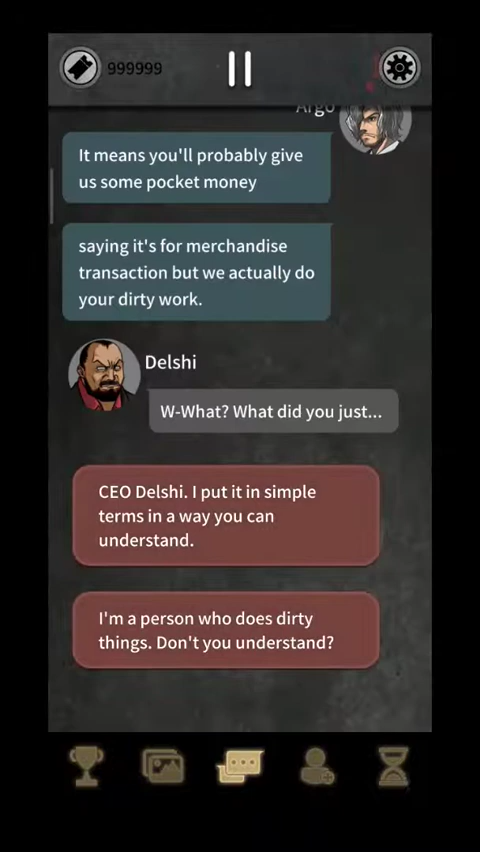 999999
Argo
It means you'll probably give
us some pocket money
saying it's for merchandise
transaction but we actually do
your dirty work.
Delshi
W-What? What did you just...
CEO Delshi. I put it in simple
terms in a way you can
understand.
I'm a person who does dirty
things. Don't you understand?